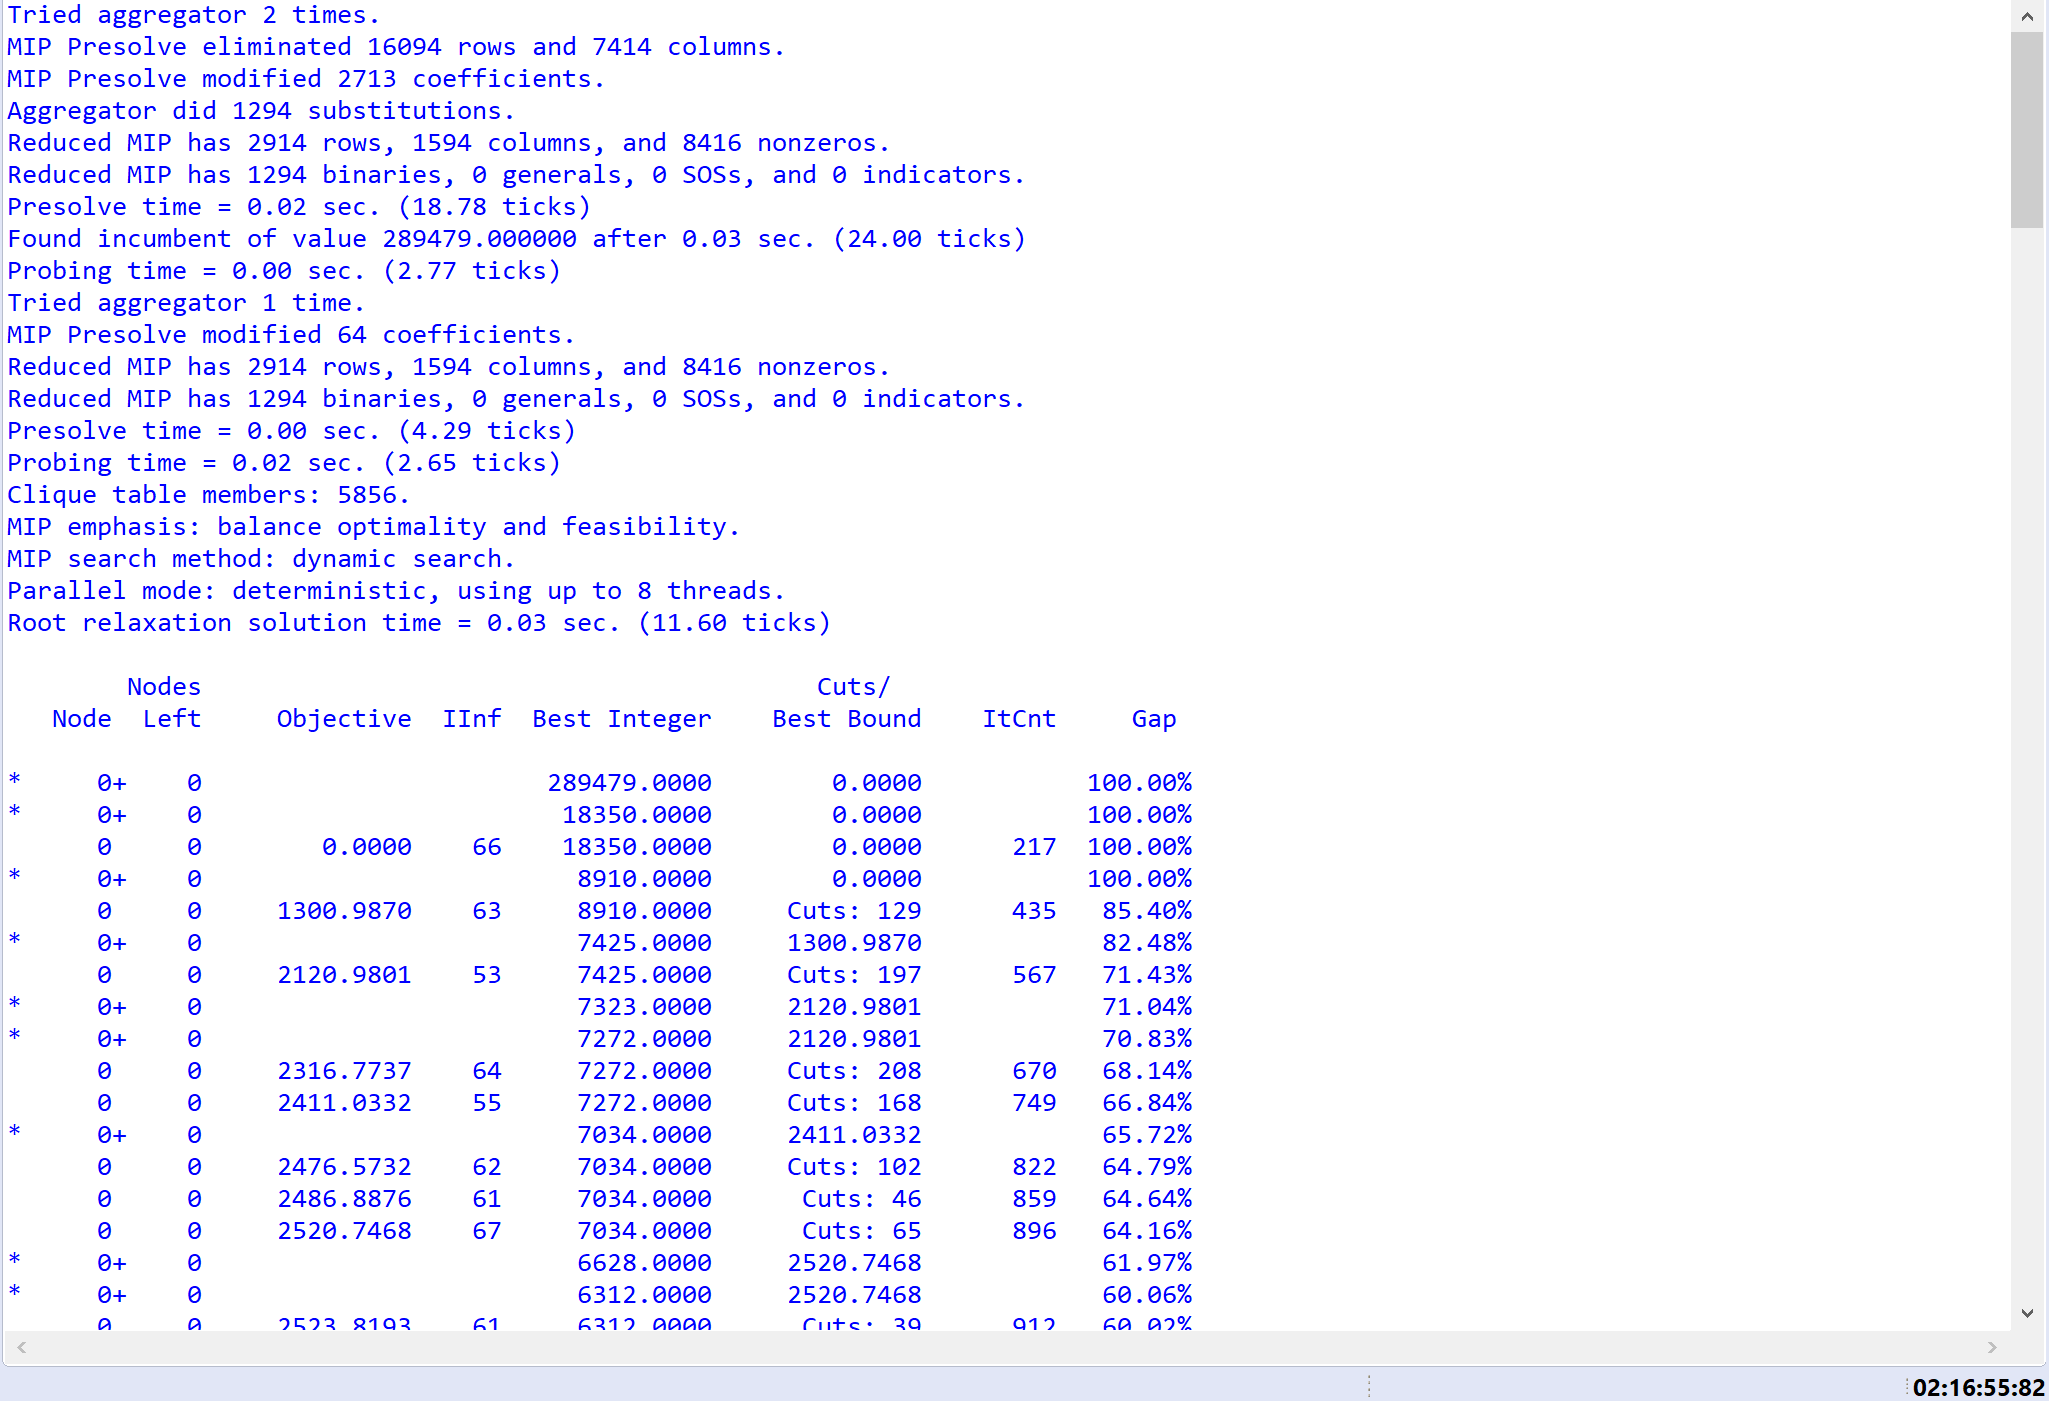 Tried aggregator 2 times.
MIP Presolve eliminated 16094 rows and 7414 columns.
MIP Presolve modified 2713 coefficients.
Aggregator did 1294 substitutions.
Reduced MIP has 2914 rows, 1594 columns, and 8416 nonzeros.
Reduced MIP has 1294 binaries, 0 generals, 0 SOSs, and 0 indicators.
Presolve time = 0.02 sec. (18.78 ticks)
Found incumbent of value 289479.000000 after 0.03 sec. (24.00 ticks)
Probing time = 0.00 sec. (2.77 ticks)
Tried aggregator 1 time.
MIP Presolve modified 64 coefficients.
Reduced MIP has 2914 rows, 1594 columns, and 8416 nonzeros.
Reduced MIP has 1294 binaries, 0 generals, 0 SOSs, and 0 indicators.
Presolve time = 0.00 sec. (4.29 ticks)
Probing time = 0.02 sec. (2.65 ticks)
Clique table members: 5856.
MIP emphasis: balance optimality and feasibility.
MIP search method: dynamic search.
Parallel mode: deterministic, using up to 8 threads.
Root relaxation solution time = 0.03 sec. (11.60 ticks)
Nodes Cuts/
Node Left Objective IInf Best Integer Best Bound ItCnt Gap
* 0+ 0 289479.0000 0.0000 100.00%
* 0+ 0 18350.0000 0.0000 100.00%
0 0 0.0000 66 18350.0000 0.0000 217 100.00%
* 0+ 0 8910.0000 0.0000 100.00%
0 0 1300.9870 63 8910.0000 Cuts: 129 435 85.40%
* 0+ 0 7425.0000 1300.9870 82.48%
0 0 2120.9801 53 7425.0000 Cuts: 197 567 71.43%
* 0+ 0 7323.0000 2120.9801 71.04%
* 0+ 0 7272.0000 2120.9801 70.83%
0 0 2316.7737 64 7272.0000 Cuts: 208 670 68.14%
0 0 2411.0332 55 7272.0000 Cuts: 168 749 66.84%
* 0+ 0 7034.0000 2411.0332 65.72%
0 0 2476.5732 62 7034.0000 Cuts: 102 822 64.79%
0 0 2486.8876 61 7034.0000 Cuts: 46 859 64.64%
0 0 2520.7468 67 7034.0000 Cuts: 65 896 64.16%
* 0+ 0 6628.0000 2520.7468 61.97%
* 0+ 0 6312.0000 2520.7468 60.06%
0 0 2523.8193 61 6312.0000 Cuts: 39 912 60.02%
02:16:55:82